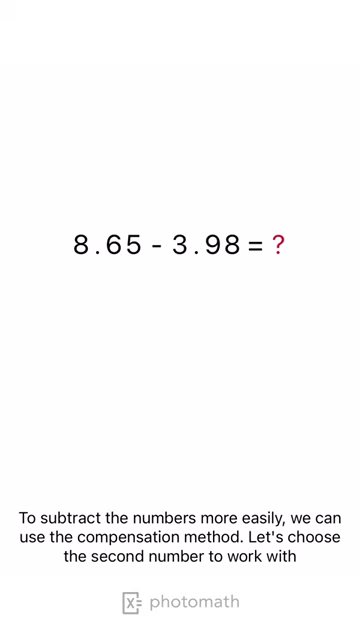 8.65 - 3.98 = ?
To subtract the numbers more easily, we can
use the compensation method. Let's choose
the second number to work with
photomath